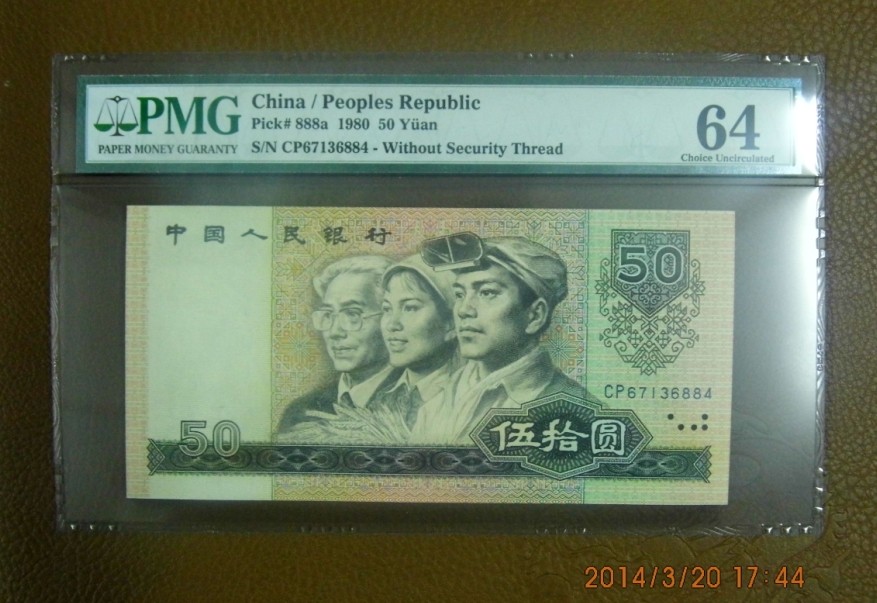 PMG
PAPER MONEY GUARANTY
China / Peoples Republic
Pick# 888a 1980 50 Yüan
S/N CP67136884 - Without Security Thread
64
Choice Uncirculated
中国人民银行
50
CP67136884
50
伍拾圆
2014/3/20 17:44